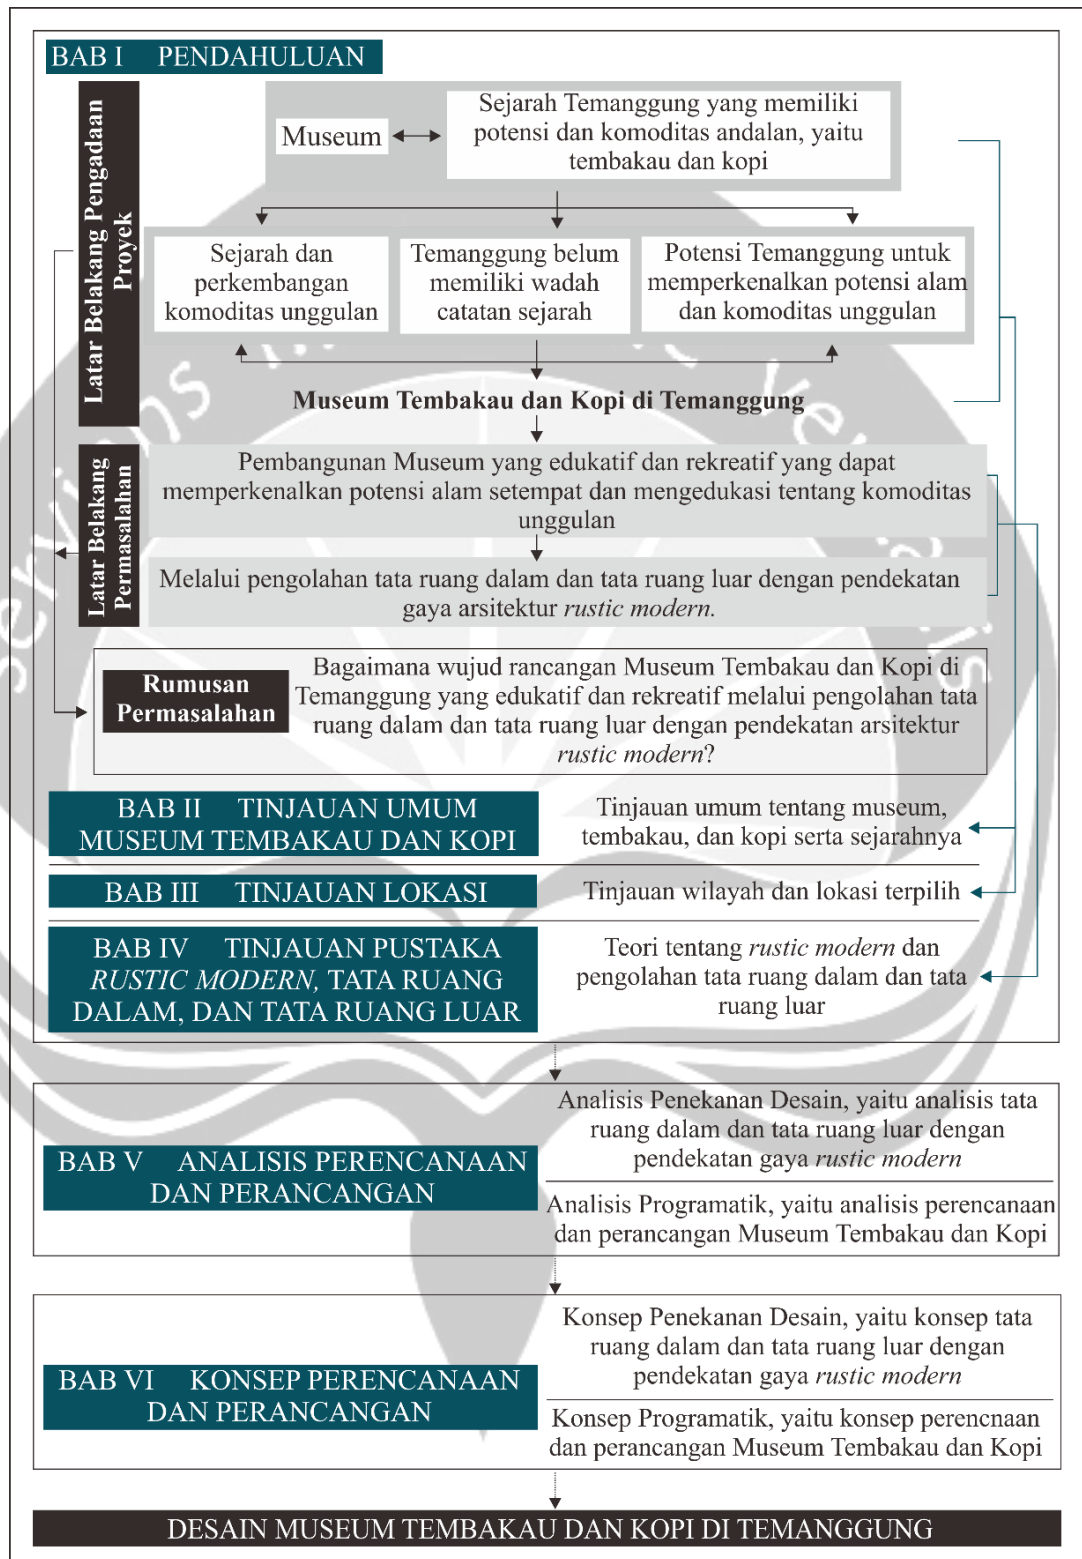 BAB I PENDAHULUAN
Latar Belakang Pengadaan
Proyek
Museum
Sejarah Temanggung yang memiliki
potensi dan komoditas andalan, yaitu
tembakau dan kopi
Sejarah dan
perkembangan
komoditas unggulan
Temanggung belum
memiliki wadah
catatan sejarah
Potensi Temanggung untuk
memperkenalkan potensi alam
dan komoditas unggulan
Museum Tembakau dan Kopi di Temanggung
Latar Belakang
Permasalahan
Pembangunan Museum yang edukatif dan rekreatif yang dapat
memperkenalkan potensi alam setempat dan mengedukasi tentang komoditas
unggulan
Melalui pengolahan tata ruang dalam dan tata ruang luar dengan pendekatan
gaya arsitektur rustic modern.
Rumusan
Permasalahan
Bagaimana wujud rancangan Museum Tembakau dan Kopi di
Temanggung yang edukatif dan rekreatif melalui pengolahan tata
ruang dalam dan tata ruang luar dengan pendekatan arsitektur
rustic modern?
BAB II TINJAUAN UMUM
MUSEUM TEMBAKAU DAN KOPI
Tinjauan umum tentang museum,
tembakau, dan kopi serta sejarahnya
BAB III TINJAUAN LOKASI
Tinjauan wilayah dan lokasi terpilih
BAB IV TINJAUAN PUSTAKA
RUSTIC MODERN, TATA RUANG
DALAM, DAN TATA RUANG LUAR
Teori tentang rustic modern dan
pengolahan tata ruang dalam dan tata
ruang luar
BAB V ANALISIS PERENCANAAN
DAN PERANCANGAN
Analisis Penekanan Desain, yaitu analisis tata
ruang dalam dan tata ruang luar dengan
pendekatan gaya rustic modern
Analisis Programatik, yaitu analisis perencanaan
dan perancangan Museum Tembakau dan Kopi
BAB VI KONSEP PERENCANAAN
DAN PERANCANGAN
Konsep Penekanan Desain, yaitu konsep tata
ruang dalam dan tata ruang luar dengan
pendekatan gaya rustic modern
Konsep Programatik, yaitu konsep perencnaan
dan perancangan Museum Tembakau dan Kopi
DESAIN MUSEUM TEMBAKAU DAN KOPI DI TEMANGGUNG